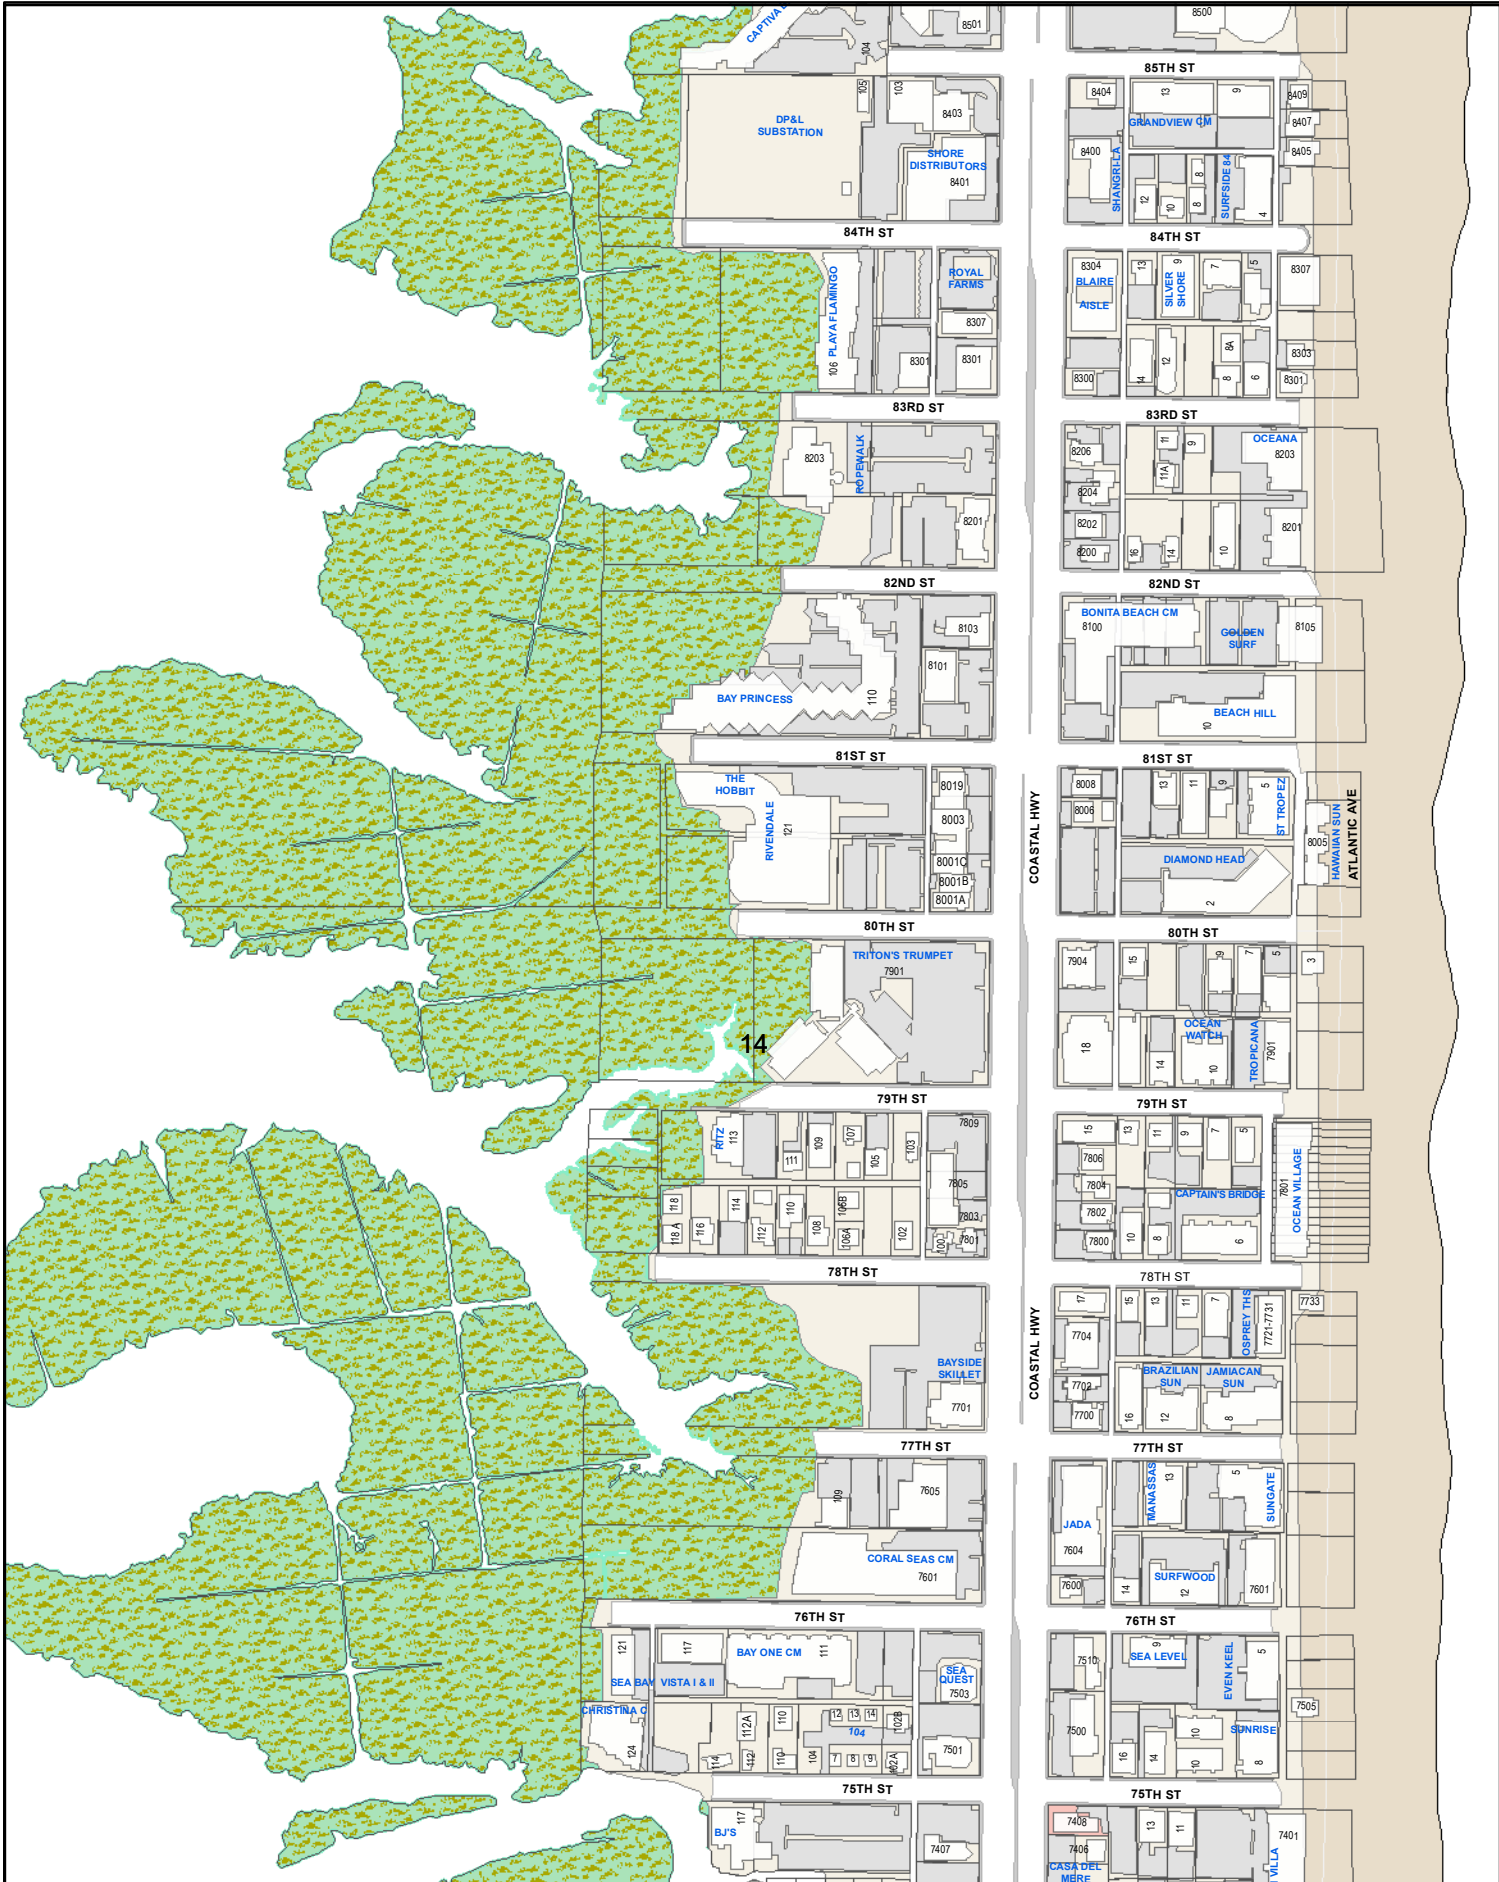 CAPTIVA
104
8501
8500
85TH ST
85TH ST
105
103
8403
DP&L
SUBSTATION
SHORE
DISTRIBUTORS
8401
8404
13
9
8409
GRANDVIEW CM
8407
8400
SHANGRI-LA
8405
8
12
10
8
SURFSIDE 84
4
84TH ST
84TH ST
106 PLAYA FLAMINGO
ROYAL
FARMS
8307
8301
8301
8304
BLAIRE
AISLE
13
SILVER
SHORE
9
7
5
8307
8300
14
12
8A
8
6
8303
8301
83RD ST
83RD ST
8203
ROPEWALK
8201
8206
8204
8202
8200
11
9
11A
OCEANA
8203
16
14
10
8201
82ND ST
82ND ST
8103
8101
BAY PRINCESS
110
BONITA BEACH CM
8100
GOLDEN
SURF
8105
BEACH HILL
10
81ST ST
81ST ST
THE
HOBBIT
RIVENDALE
121
8019
8003
8001C
8001B
8001A
COASTAL HWY
8008
8006
13
11
9
5
ST TROPEZ
DIAMOND HEAD
2
8005
HAWAIIAN SUN
ATLANTIC AVE
80TH ST
80TH ST
TRITON'S TRUMPET
7901
14
7904
15
9
7
5
3
18
14
OCEAN
WATCH
10
TROPICANA
7901
79TH ST
79TH ST
RITZ
113
111
109
107
105
103
7809
7805
7803
7801
100
118
118 A
116
114
112
110
108
106B
106A
102
15
13
11
9
7
5
7806
7804
7802
7800
CAPTAIN'S BRIDGE
10
8
6
7801
OCEAN VILLAGE
78TH ST
78TH ST
BAYSIDE
SKILLET
7701
COASTAL HWY
17
15
13
11
7
OSPREY THS
7721-7731
7733
7704
7702
7700
BRAZILIAN
SUN
JAMIACAN
SUN
16
12
8
77TH ST
77TH ST
109
7605
CORAL SEAS CM
7601
JADA
7604
7600
MANASSAS
13
5
SUNGATE
SURFWOOD
14
12
7601
76TH ST
76TH ST
121
117
BAY ONE CM
111
SEA BAY VISTA I & II
SEA
QUEST
7503
CHRISTINA C
124
114
112A
112
110
110
104
12
13
14
104
7
8
9
102B
102A
7501
7510
7500
9
SEA LEVEL
EVEN KEEL
5
7505
16
14
10
10
SUNRISE
8
75TH ST
75TH ST
BJ'S
117
7407
7408
7406
CASA DEL
MERE
13
11
7401
VILLA